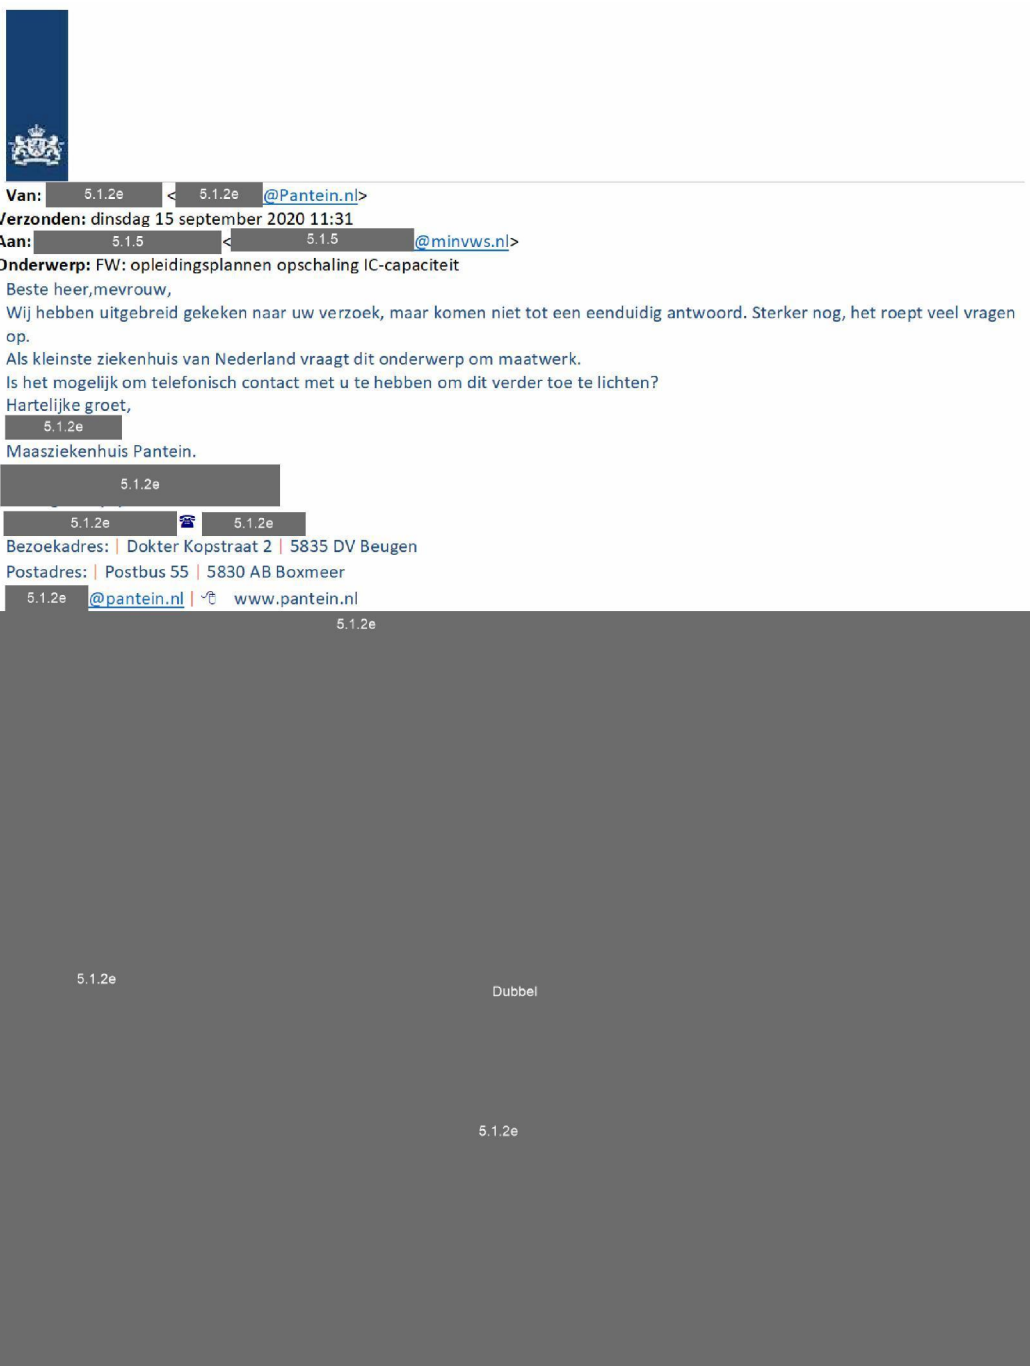 Van: 5.1.2e < 5.1.2e @Pantein.nl>
Verzonden: dinsdag 15 september 2020 11:31
Aan: 5.1.5 < 5.1.5 @minvws.nl>
Onderwerp: FW: opleidingsplannen opschaling IC-capaciteit
Beste heer,mevrouw,
Wij hebben uitgebreid gekeken naar uw verzoek, maar komen niet tot een eenduidig antwoord. Sterker nog, het roept veel vragen
op.
Als kleinste ziekenhuis van Nederland vraagt dit onderwerp om maatwerk.
Is het mogelijk om telefonisch contact met u te hebben om dit verder toe te lichten?
Hartelijke groet,
5.1.2e
Maasziekenhuis Pantein.
5.1.2e
5.1.2e ☎ 5.1.2e
Bezoekadres: | Dokter Kopstraat 2 | 5835 DV Beugen
Postadres: | Postbus 55 | 5830 AB Boxmeer
5.1.2e @pantein.nl | www.pantein.nl
5.1.2e
5.1.2e
Dubbel
5.1.2e